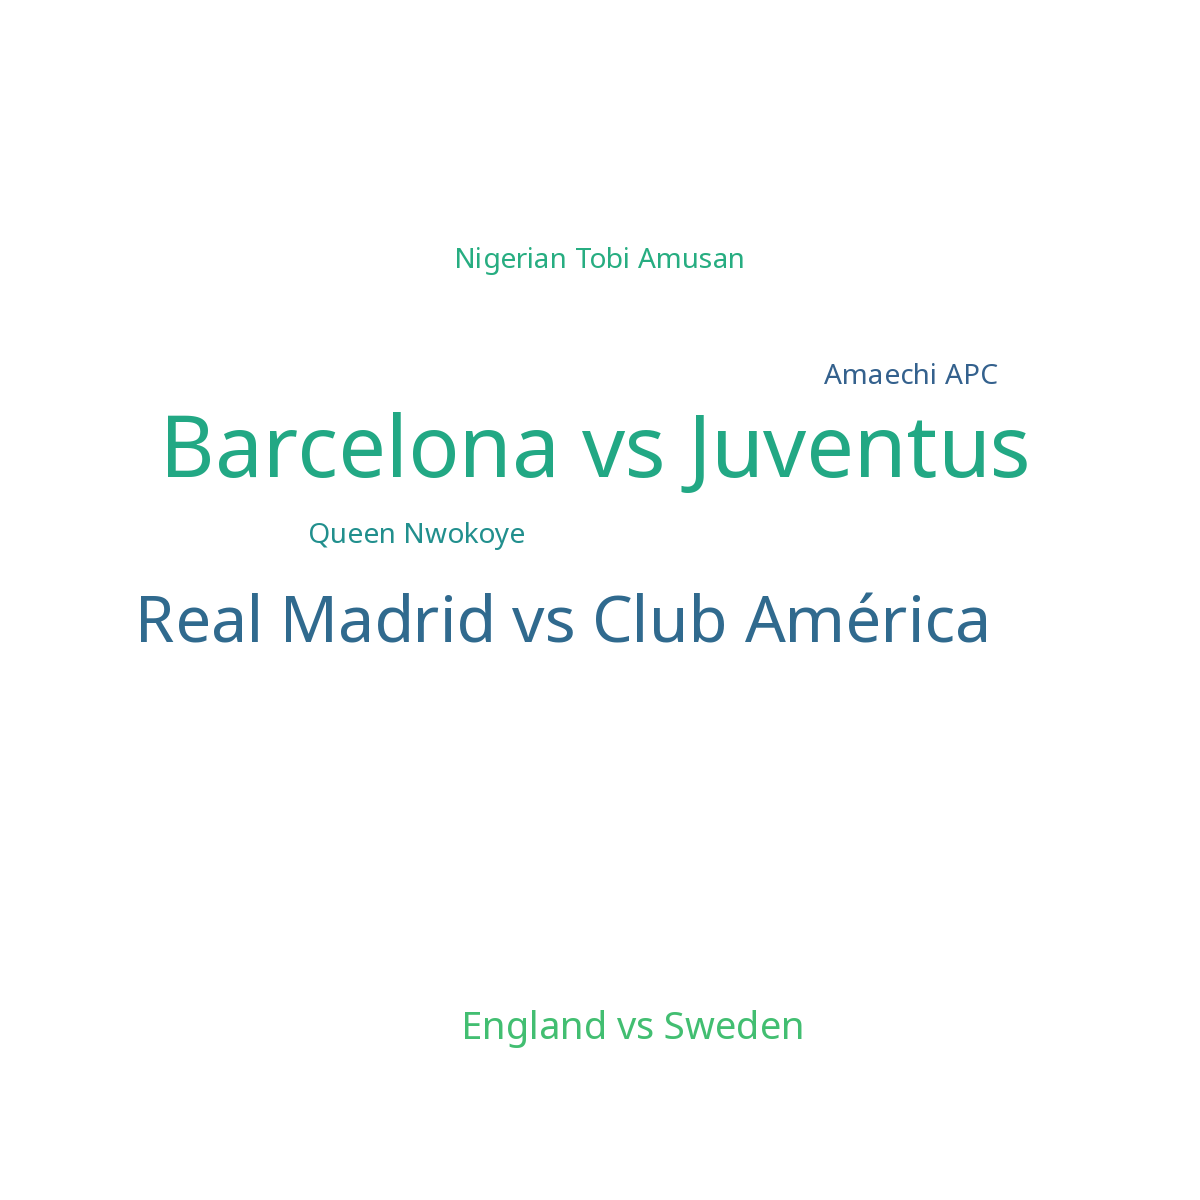 Nigerian Tobi Amusan
Amaechi APC
Barcelona vs Juventus
Queen Nwokoye
Real Madrid vs Club América
England vs Sweden